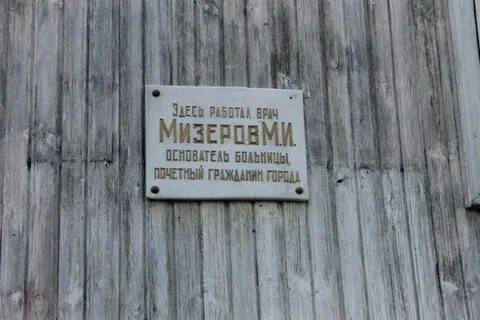 Здесь работал врач
Мизеров М.И.
основатель больницы,
почетный гражданин города